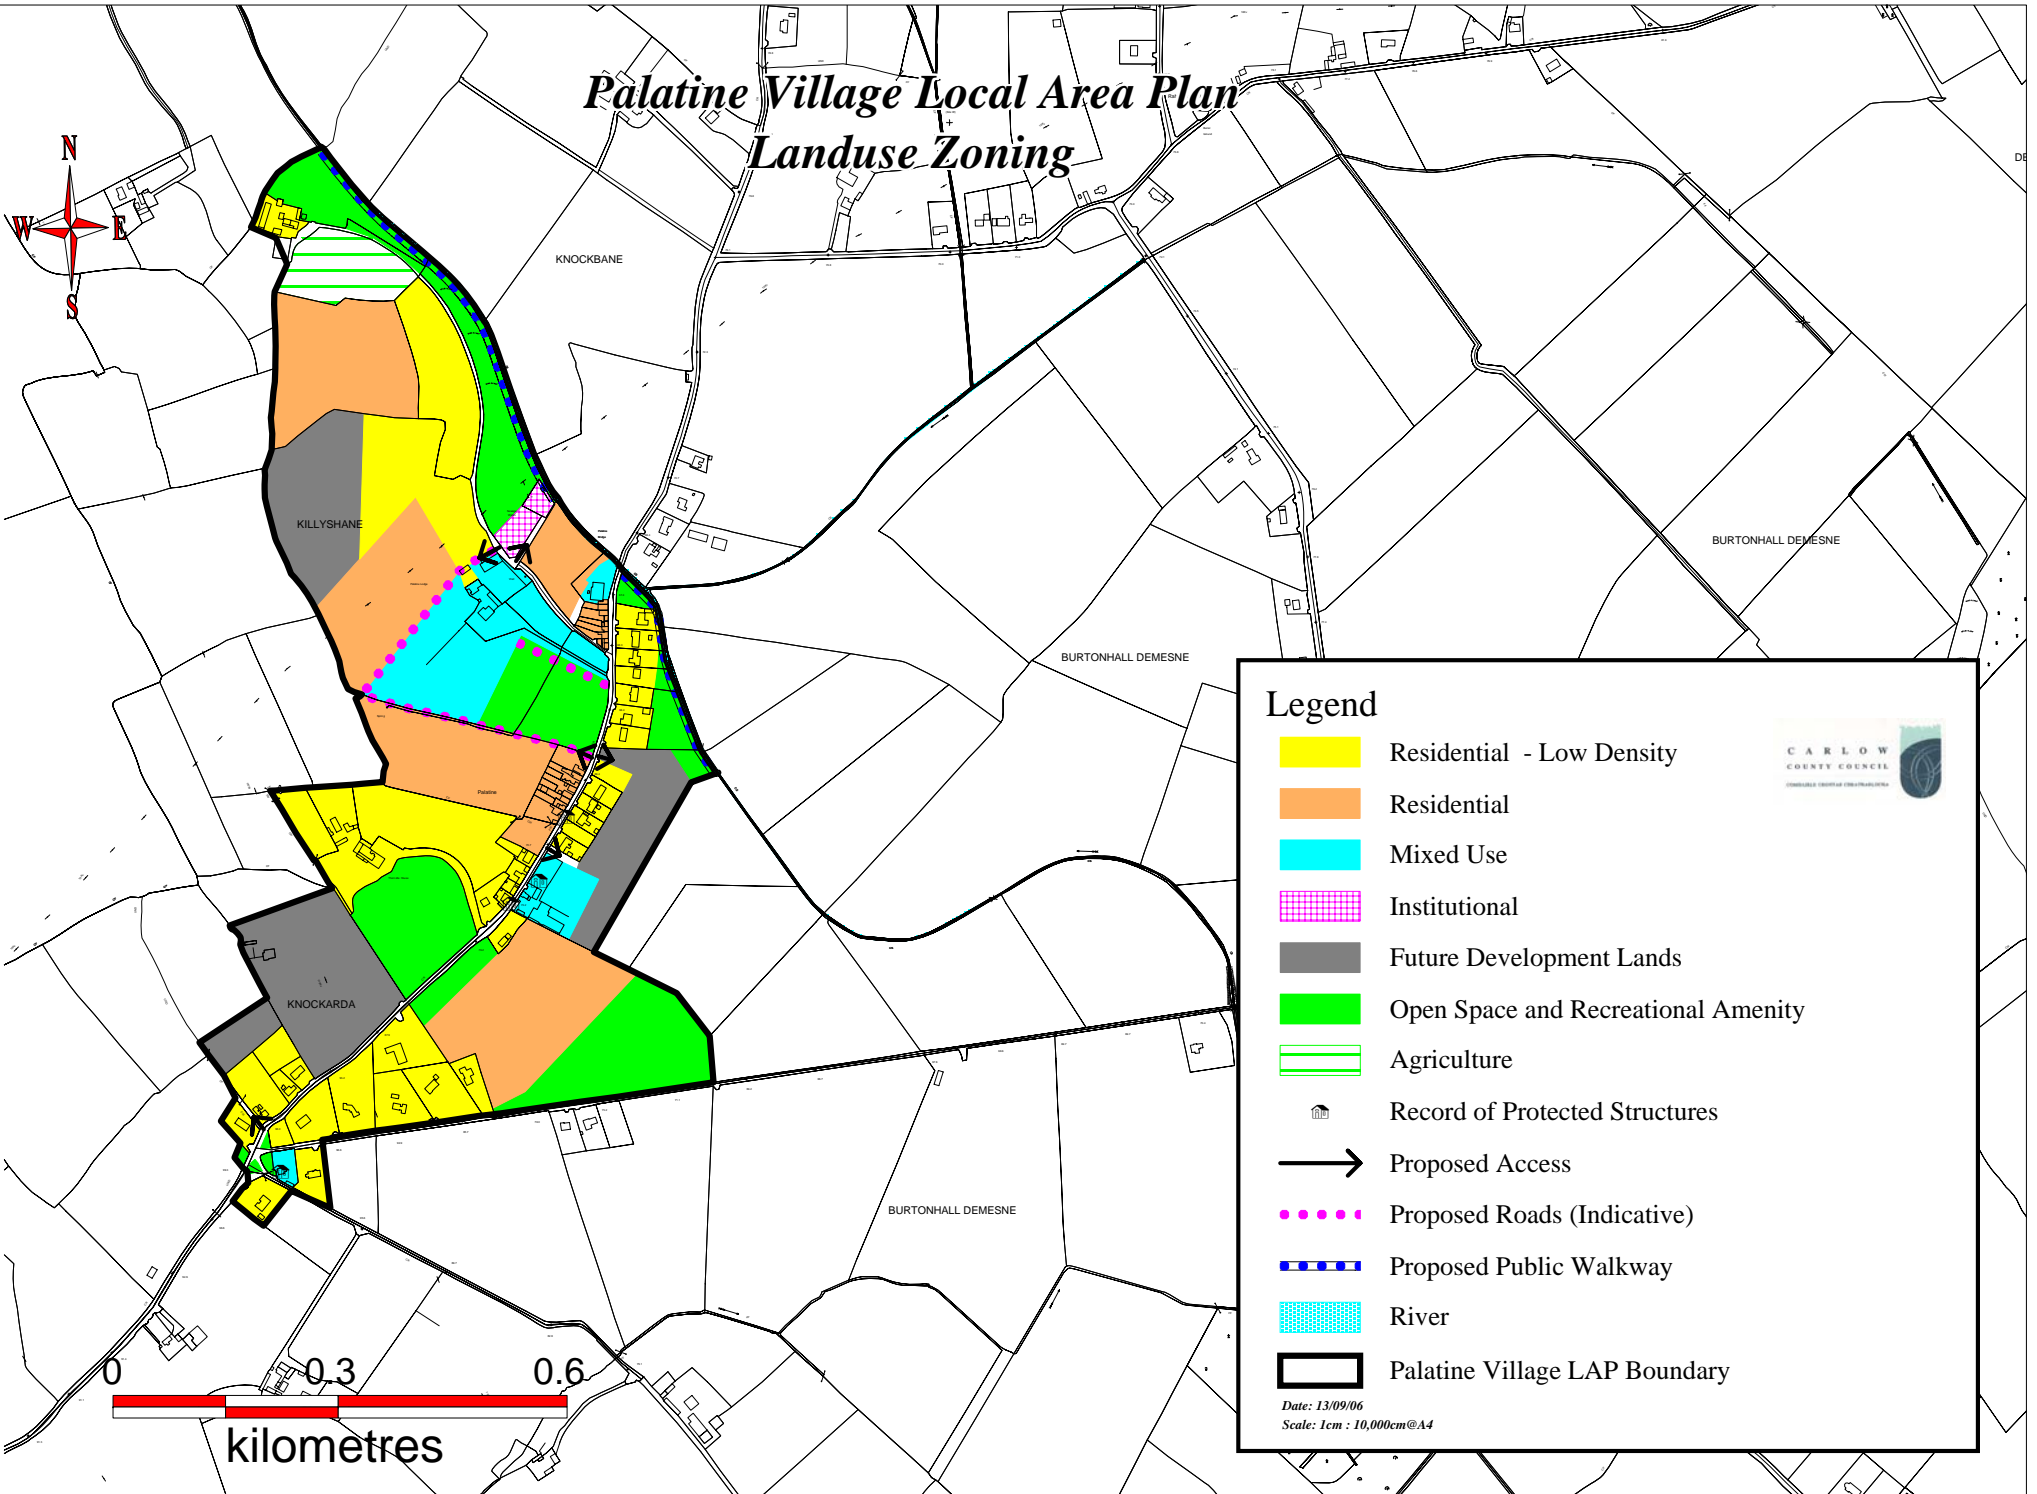 Palatine Village Local Area Plan
Landuse Zoning
N
W
E
S
KNOCKBANE
KILLYSHANE
BURTONHALL DEMESNE
BURTONHALL DEMESNE
Palatine
KNOCKARDA
BURTONHALL DEMESNE
Legend
CARLOW
COUNTY COUNCIL
Residential - Low Density
Residential
Mixed Use
Institutional
Future Development Lands
Open Space and Recreational Amenity
Agriculture
Record of Protected Structures
Proposed Access
Proposed Roads (Indicative)
Proposed Public Walkway
River
Palatine Village LAP Boundary
Date: 13/09/06
Scale: 1cm : 10,000cm@A4
0 0.3 0.6
kilometres